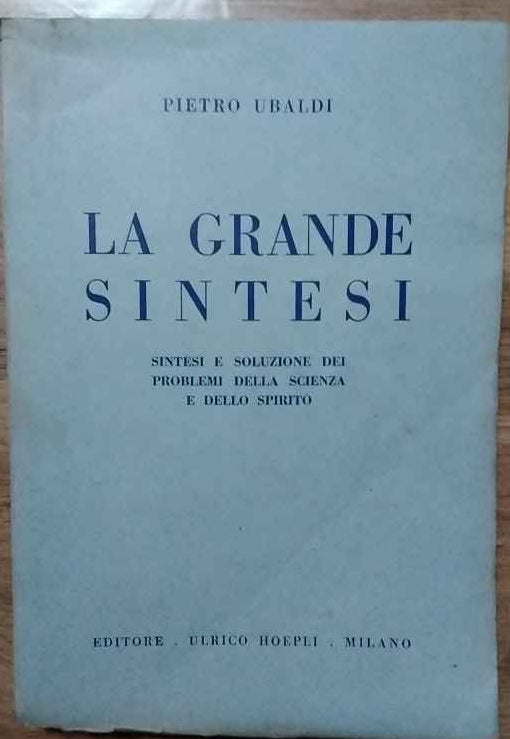 PIETRO UBALDI
LA GRANDE
SINTESI
SINTESI E SOLUZIONE DEI
PROBLEMI DELLA SCIENZA
E DELLO SPIRITO
EDITORE . ULRICO HOEPLI . MILANO